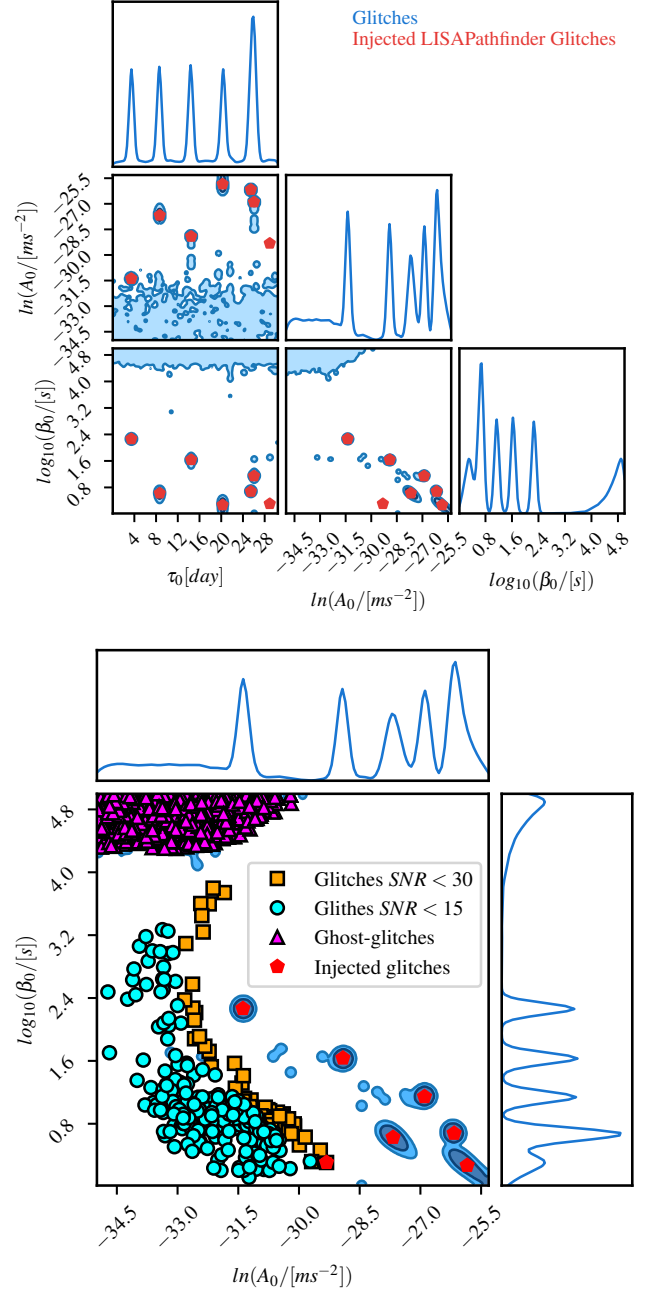 Glitches
Injected LISAPathfinder Glitches
ln(A₀/[ms⁻²])
−25.5
−27.0
−28.5
−30.0
−31.5
−33.0
−34.5
log₁₀(β₀/[s])
4.8
4.0
3.2
2.4
1.6
0.8
4 8 12 16 20 24 28
τ₀[day]
−34.5 −33.0 −31.5 −30.0 −28.5 −27.0 −25.5
ln(A₀/[ms⁻²])
0.8 1.6 2.4 3.2 4.0 4.8
log₁₀(β₀/[s])
log₁₀(β₀/[s])
4.8
4.0
3.2
2.4
1.6
0.8
Glitches SNR < 30
Glithes SNR < 15
Ghost-glitches
Injected glitches
−34.5 −33.0 −31.5 −30.0 −28.5 −27.0 −25.5
ln(A₀/[ms⁻²])